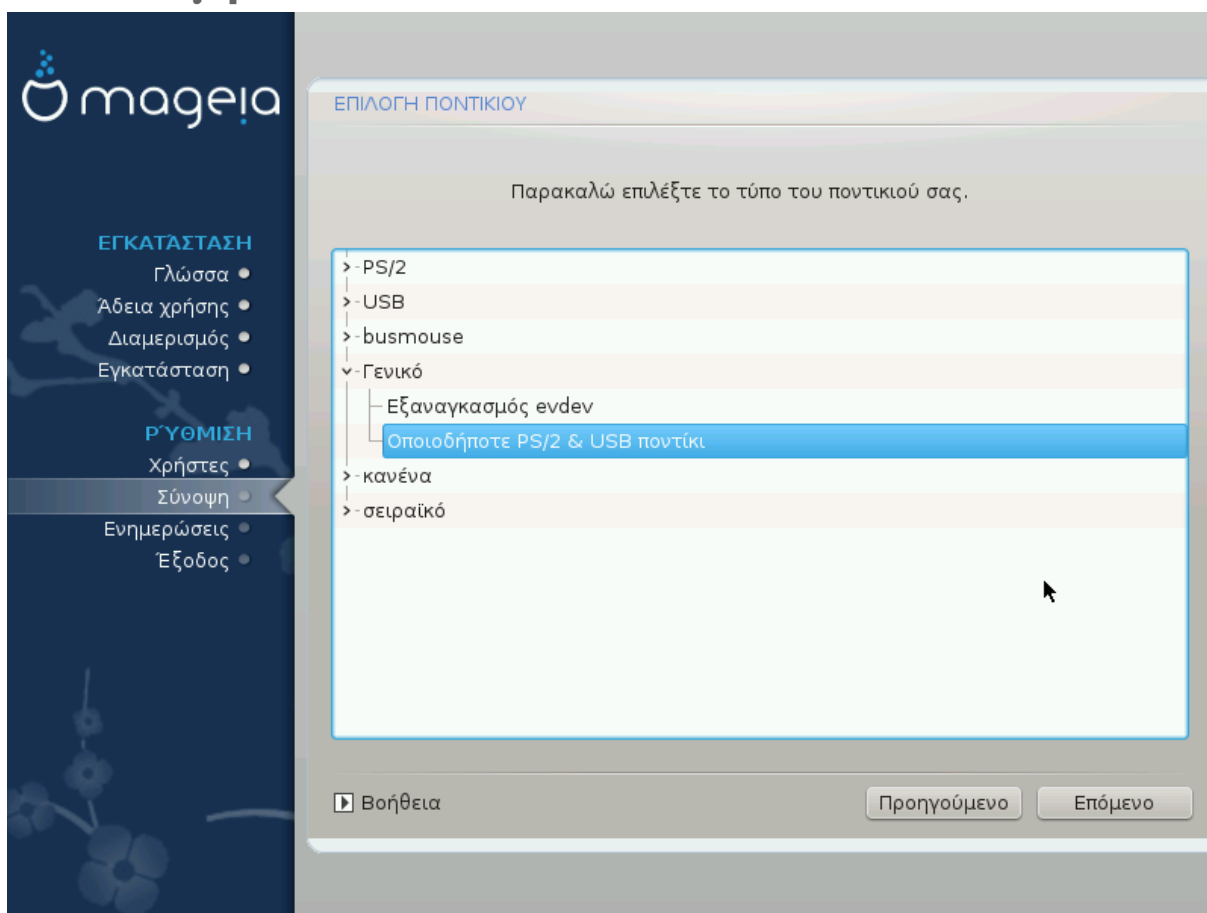 mageia
ΕΠΙΛΟΓΗ ΠΟΝΤΙΚΙΟΥ
Παρακαλώ επιλέξτε το τύπο του ποντικιού σας.
ΕΓΚΑΤΆΣΤΑΣΗ
Γλώσσα
Άδεια χρήσης
Διαμερισμός
Εγκατάσταση
ΡΎΘΜΙΣΗ
Χρήστες
Σύνοψη
Ενημερώσεις
Έξοδος
PS/2
USB
busmouse
Γενικό
Εξαναγκασμός evdev
Οποιοδήποτε PS/2 & USB ποντίκι
κανένα
σειραϊκό
Βοήθεια
Προηγούμενο
Επόμενο